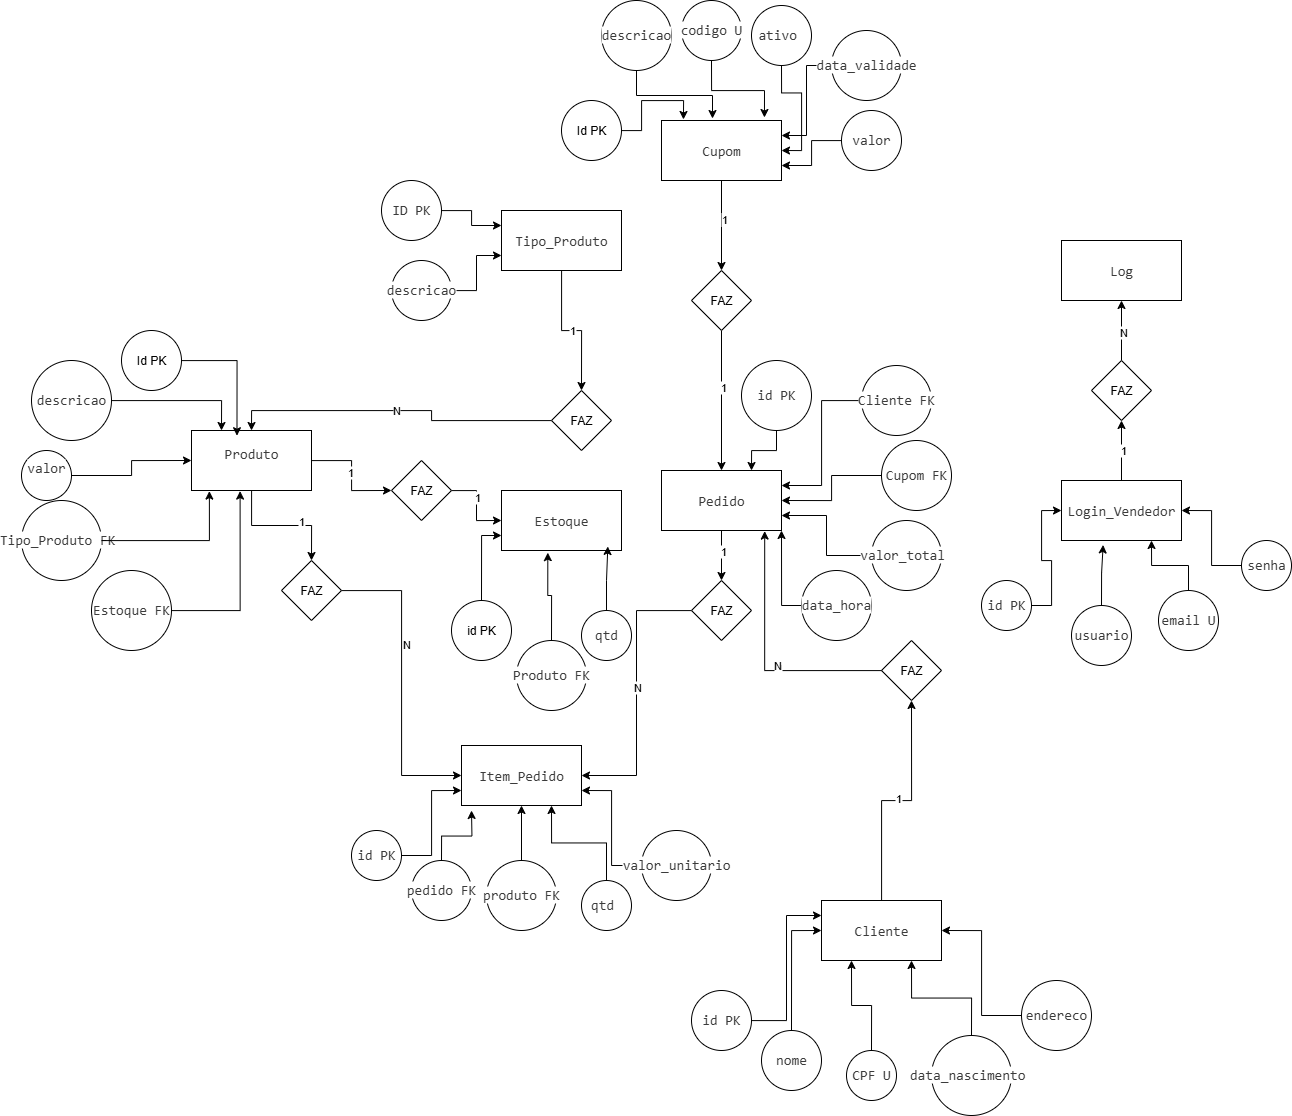 descricao
codigo U
ativo
data_validade
Id PK
Cupom
valor
1
ID PK
Tipo_Produto
descricao
FAZ
Log
1
N
Id PK
descricao
N
FAZ
1
id PK
Cliente FK
FAZ
Produto
valor
1
FAZ
1
Estoque
Pedido
Cupom FK
1
Login_Vendedor
Tipo_Produto FK
1
1
valor_total
senha
Estoque FK
FAZ
id PK
Produto FK
qtd
FAZ
data_hora
id PK
usuario
email U
N
N
N
FAZ
Item_Pedido
1
id PK
pedido FK
produto FK
qtd
valor_unitario
Cliente
id PK
nome
CPF U
data_nascimento
endereco